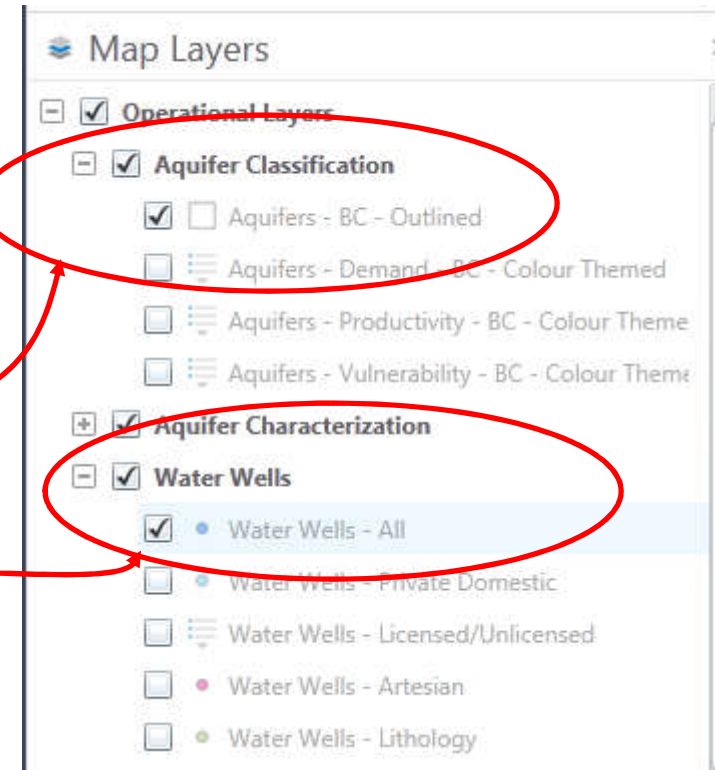 Map Layers
Operational Layers
Aquifer Classification
Aquifers - BC - Outlined
Aquifers - Demand - BC - Colour Themed
Aquifers - Productivity - BC - Colour Theme
Aquifers - Vulnerability - BC - Colour Theme
Aquifer Characterization
Water Wells
Water Wells - All
Water Wells - Private Domestic
Water Wells - Licensed/Unlicensed
Water Wells - Artesian
Water Wells - Lithology